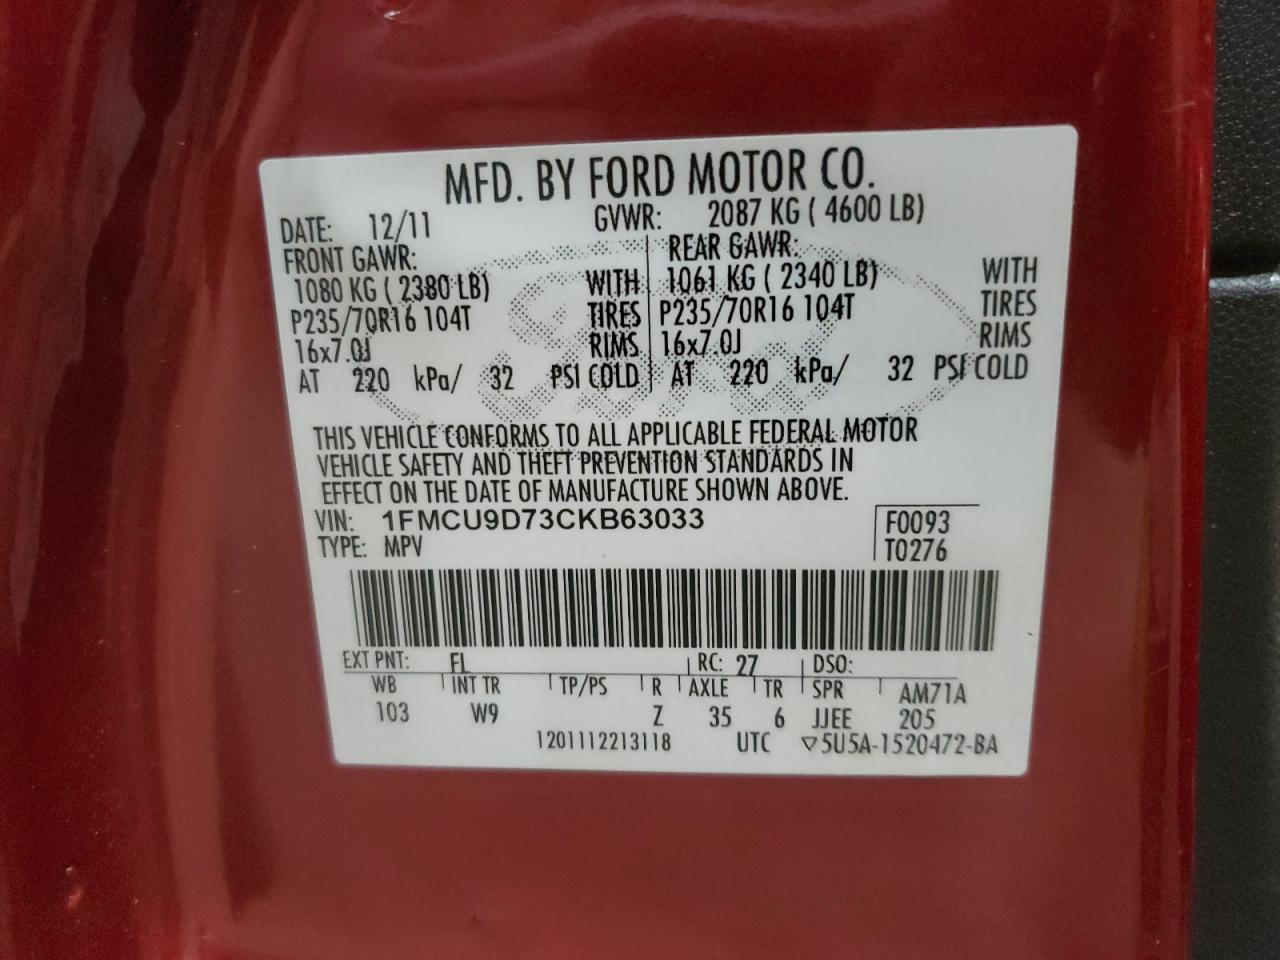 MFD. BY FORD MOTOR CO.
DATE: 12/11 GVWR: 2087 KG ( 4600 LB)
FRONT GAWR: REAR GAWR:
1080 KG ( 2380 LB) WITH 1061 KG ( 2340 LB) WITH
P235/70R16 104T TIRES P235/70R16 104T TIRES
16x7.0J RIMS 16x7.0J RIMS
AT 220 kPa/ 32 PSI COLD AT 220 kPa/ 32 PSI COLD
Ford
THIS VEHICLE CONFORMS TO ALL APPLICABLE FEDERAL MOTOR
VEHICLE SAFETY AND THEFT PREVENTION STANDARDS IN
EFFECT ON THE DATE OF MANUFACTURE SHOWN ABOVE.
VIN: 1FMCU9D73CKB63033 F0093
TYPE: MPV T0276
EXT PNT: FL RC: 27 DSO:
WB INT TR TP/PS R AXLE TR SPR AM71A
103 W9 Z 35 6 JJEE 205
1201112213118 UTC ▽5U5A-1520472-BA